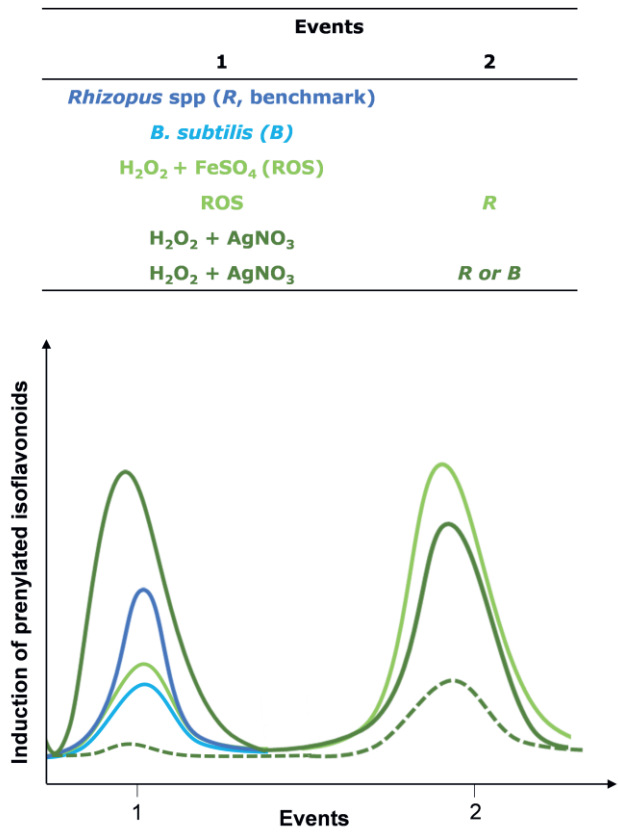 Events
1 2
Rhizopus spp (R, benchmark)
B. subtilis (B)
H₂O₂ + FeSO₄ (ROS)
ROS R
H₂O₂ + AgNO₃
H₂O₂ + AgNO₃ R or B
Induction of prenylated isoflavonoids
1 2
Events